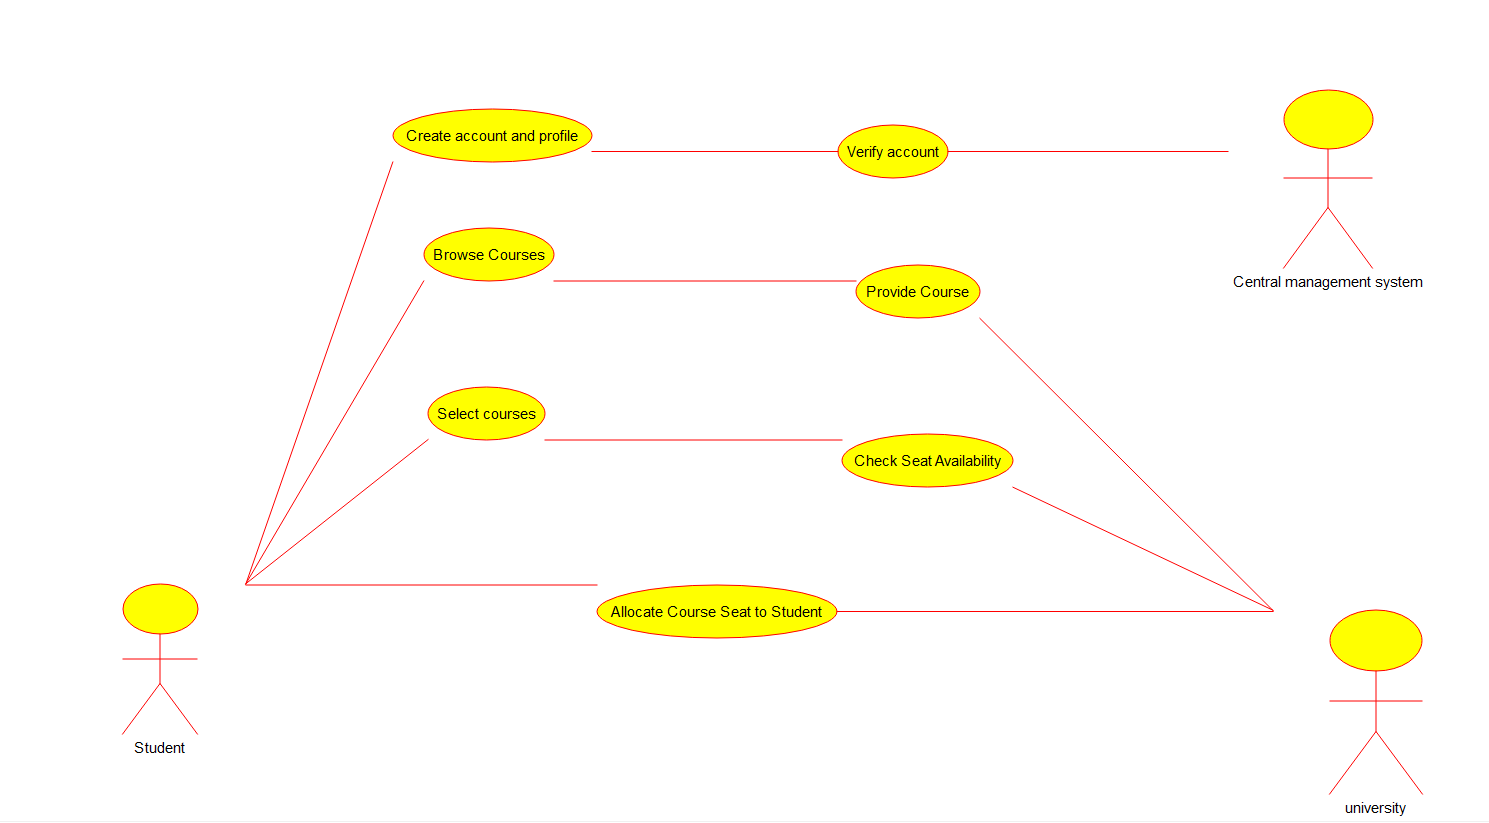 Create account and profile
Verify account
Browse Courses
Central management system
Provide Course
Select courses
Check Seat Availability
Allocate Course Seat to Student
Student
university